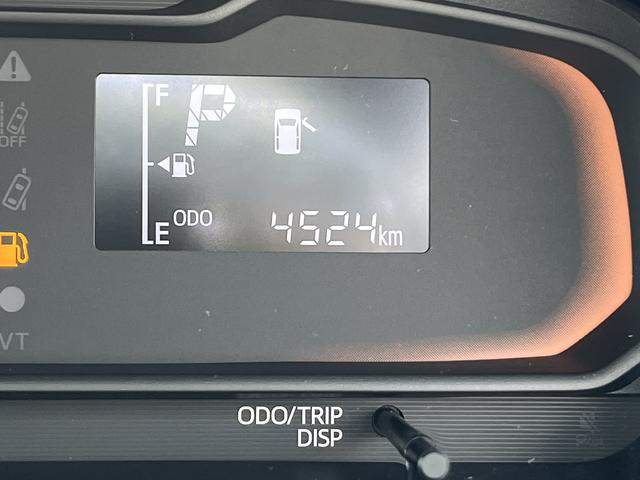 F
P
OFF
ODO
E
4524km
VT
ODO/TRIP
DISP